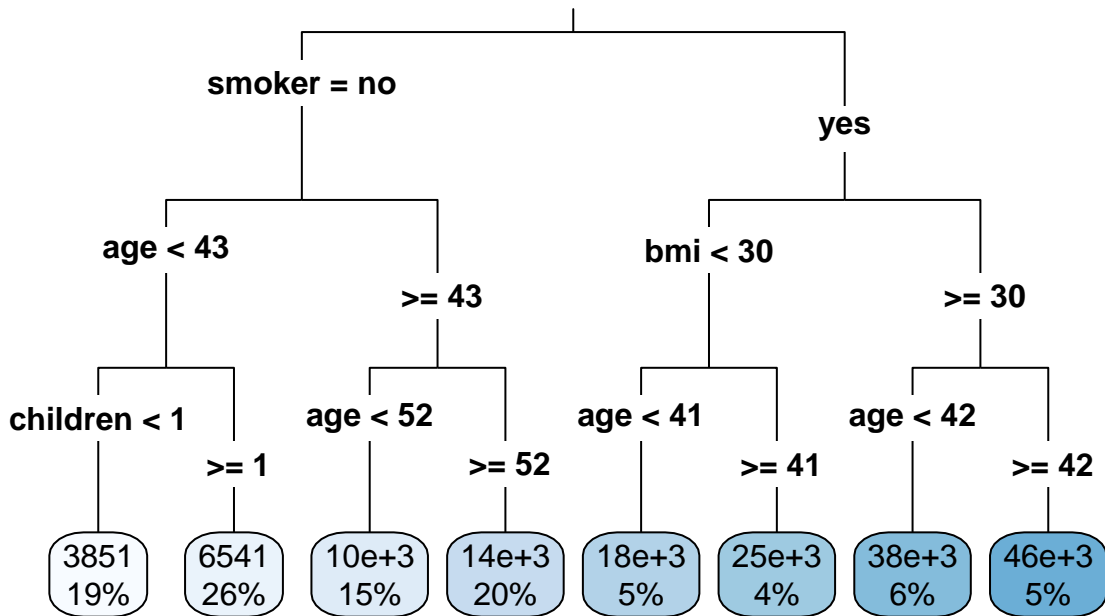 smoker = no
yes
age < 43
bmi < 30
>= 43
>= 30
children < 1
age < 52
age < 41
age < 42
>= 1
>= 52
>= 41
>= 42
3851
19%
6541
26%
10e+3
15%
14e+3
20%
18e+3
5%
25e+3
4%
38e+3
6%
46e+3
5%